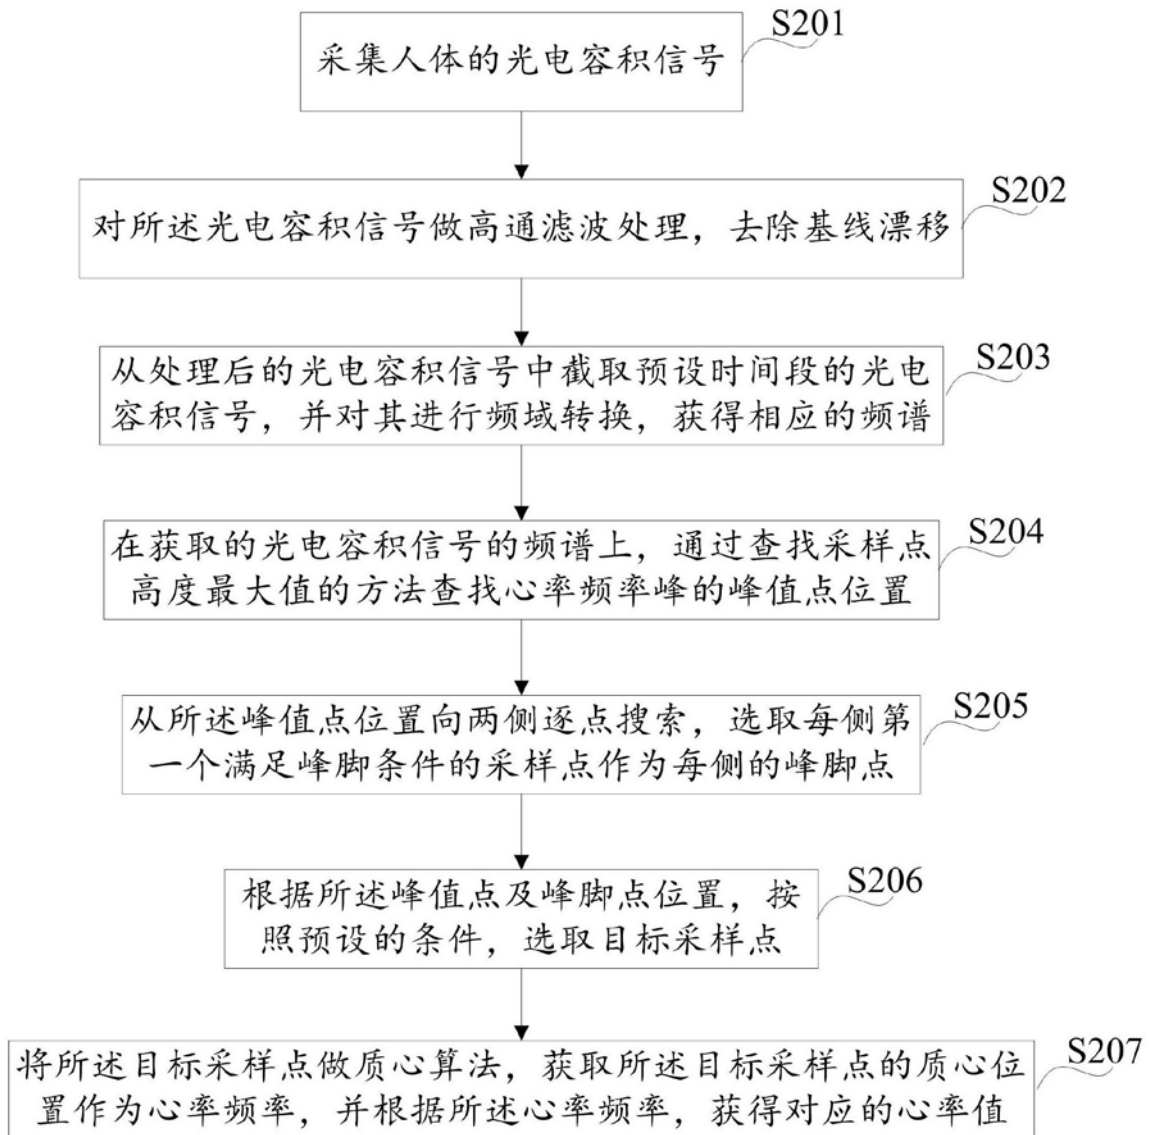 S201
采集人体的光电容积信号
S202
对所述光电容积信号做高通滤波处理，去除基线漂移
S203
从处理后的光电容积信号中截取预设时间段的光电
容积信号，并对其进行频域转换，获得相应的频谱
S204
在获取的光电容积信号的频谱上，通过查找采样点
高度最大值的方法查找心率频率峰的峰值点位置
S205
从所述峰值点位置向两侧逐点搜索，选取每侧第
一个满足峰脚条件的采样点作为每侧的峰脚点
S206
根据所述峰值点及峰脚点位置，按
照预设的条件，选取目标采样点
S207
将所述目标采样点做质心算法，获取所述目标采样点的质心位
置作为心率频率，并根据所述心率频率，获得对应的心率值